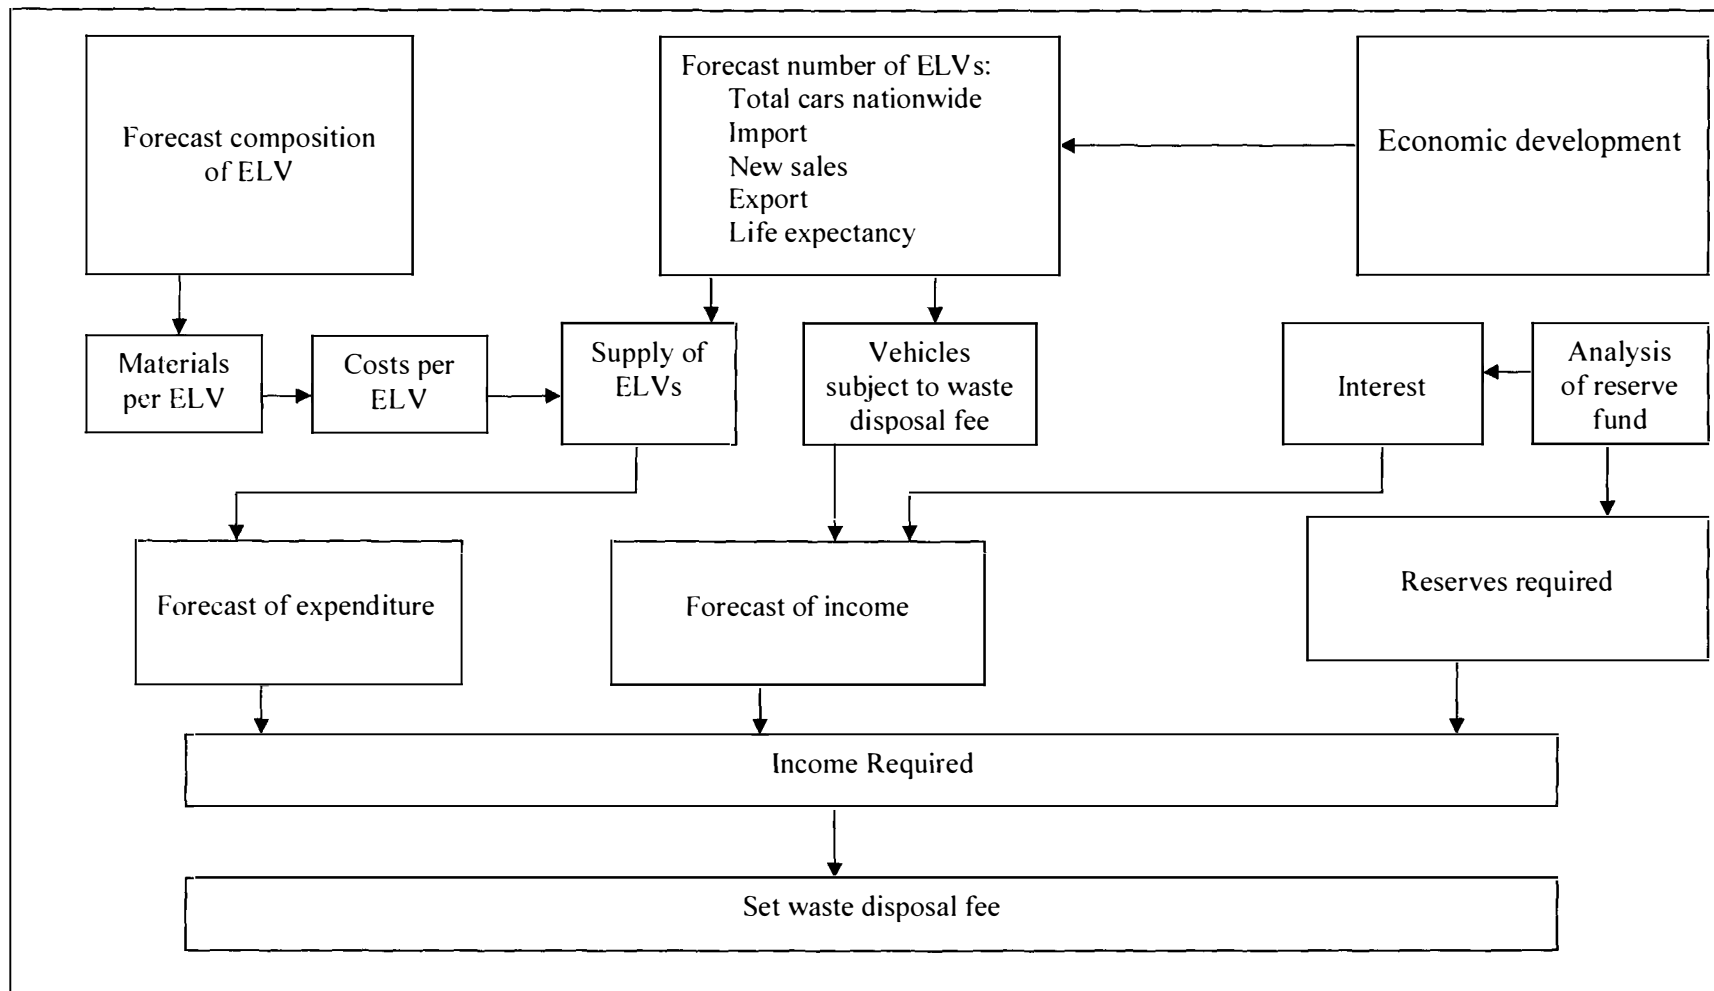 Forecast composition
of ELV
Forecast number of ELVs:
Total cars nationwide
Import
New sales
Export
Life expectancy
Economic development
Materials
per ELV
Costs per
ELV
Supply of
ELVs
Vehicles
subject to waste
disposal fee
Interest
Analysis
of reserve
fund
Forecast of expenditure
Forecast of income
Reserves required
Income Required
Set waste disposal fee